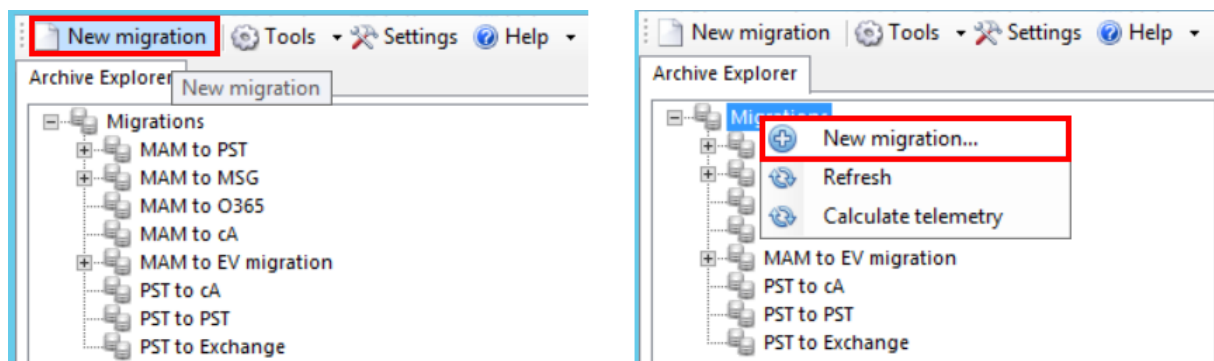 New migration Tools Settings Help
Archive Explorer
New migration
Migrations
MAM to PST
MAM to MSG
MAM to O365
MAM to cA
MAM to EV migration
PST to cA
PST to PST
PST to Exchange
New migration Tools Settings Help
Archive Explorer
Migrations
New migration...
Refresh
Calculate telemetry
MAM to EV migration
PST to cA
PST to PST
PST to Exchange